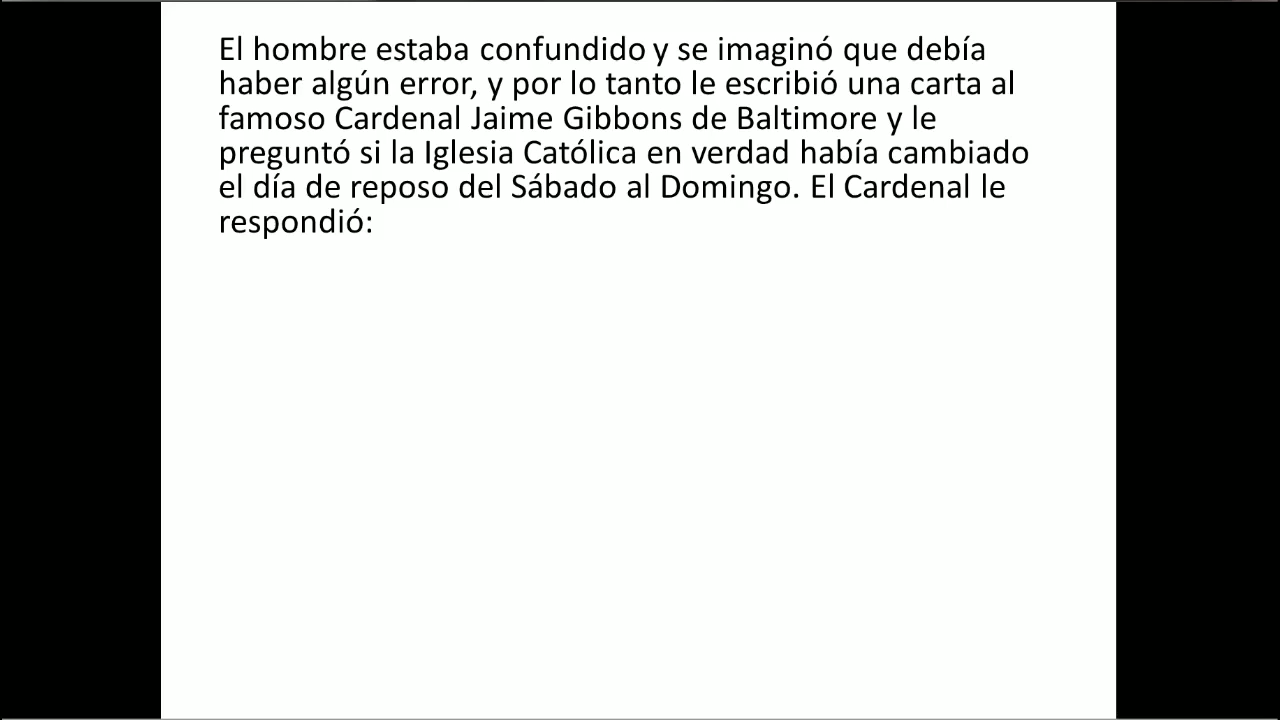 El hombre estaba confundido y se imaginó que debía
haber algún error, y por lo tanto le escribió una carta al
famoso Cardenal Jaime Gibbons de Baltimore y le
preguntó si la Iglesia Católica en verdad había cambiado
el día de reposo del Sábado al Domingo. El Cardenal le
respondió: